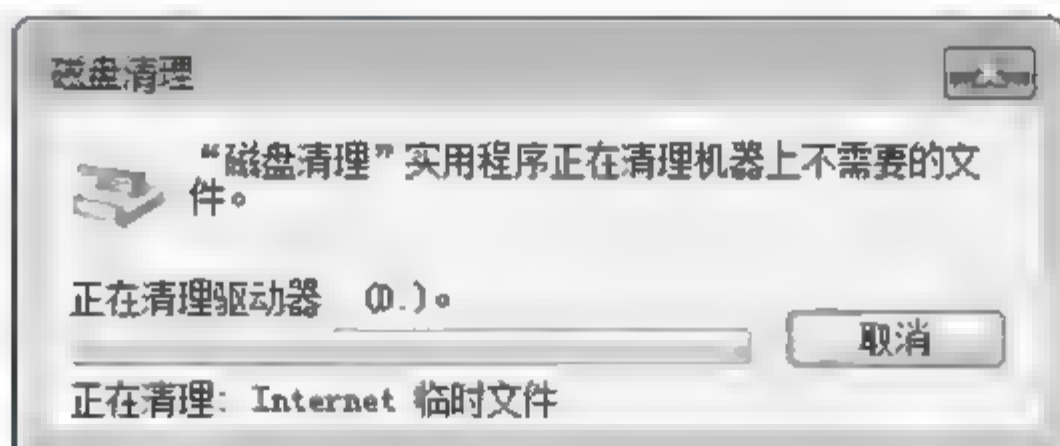 磁盘清理
“磁盘清理”实用程序正在清理机器上不需要的文
件。
正在清理驱动器 (D.)。
取消
正在清理: Internet 临时文件